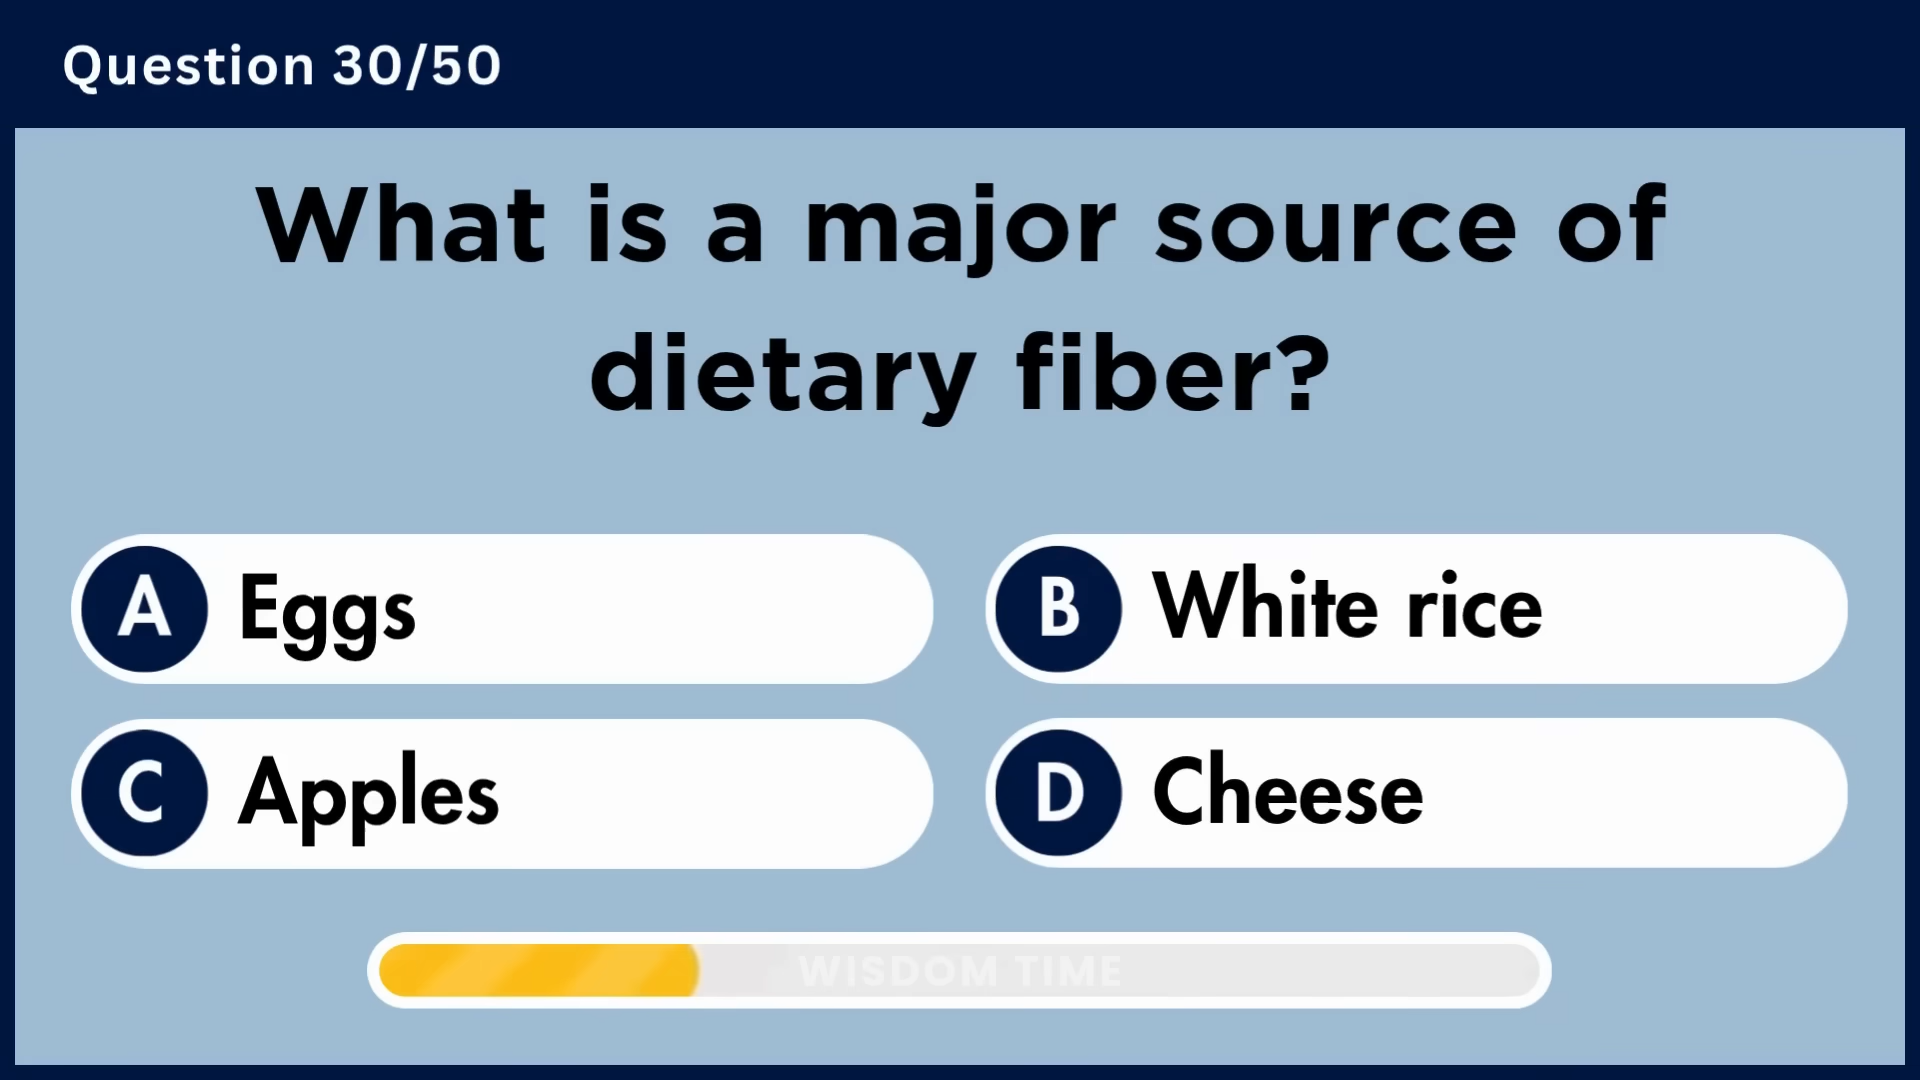 Question 30/50
What is a major source of
dietary fiber?
A Eggs
B White rice
C Apples
D Cheese
WISDOM TIME